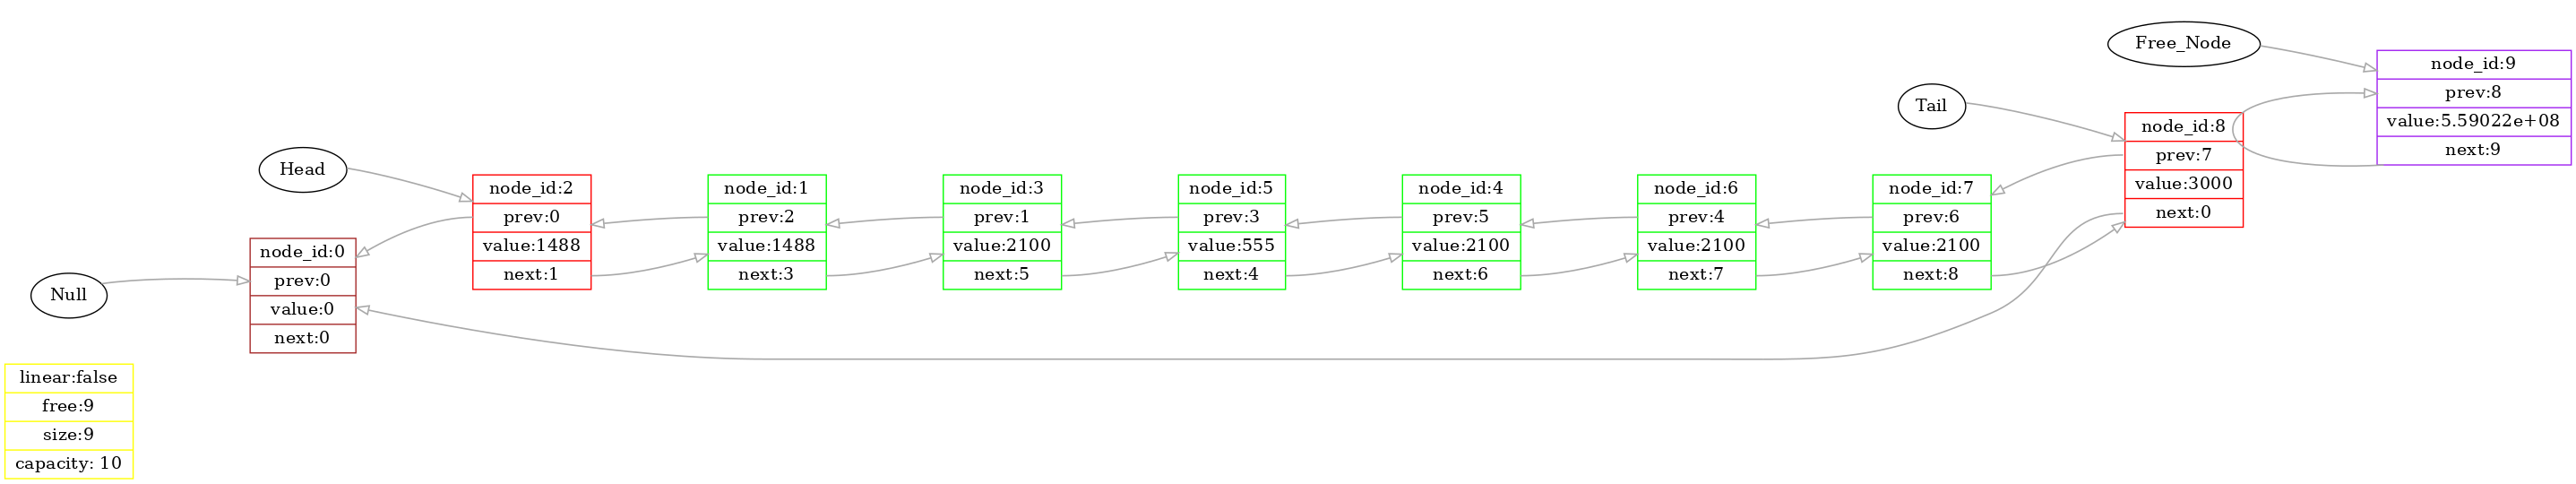 Null
node_id:0
prev:0
value:0
next:0
Head
node_id:2
prev:0
value:1488
next:1
node_id:1
prev:2
value:1488
next:3
node_id:3
prev:1
value:2100
next:5
node_id:5
prev:3
value:555
next:4
node_id:4
prev:5
value:2100
next:6
node_id:6
prev:4
value:2100
next:7
node_id:7
prev:6
value:2100
next:8
Tail
node_id:8
prev:7
value:3000
next:0
Free_Node
node_id:9
prev:8
value:5.59022e+08
next:9
linear:false
free:9
size:9
capacity: 10